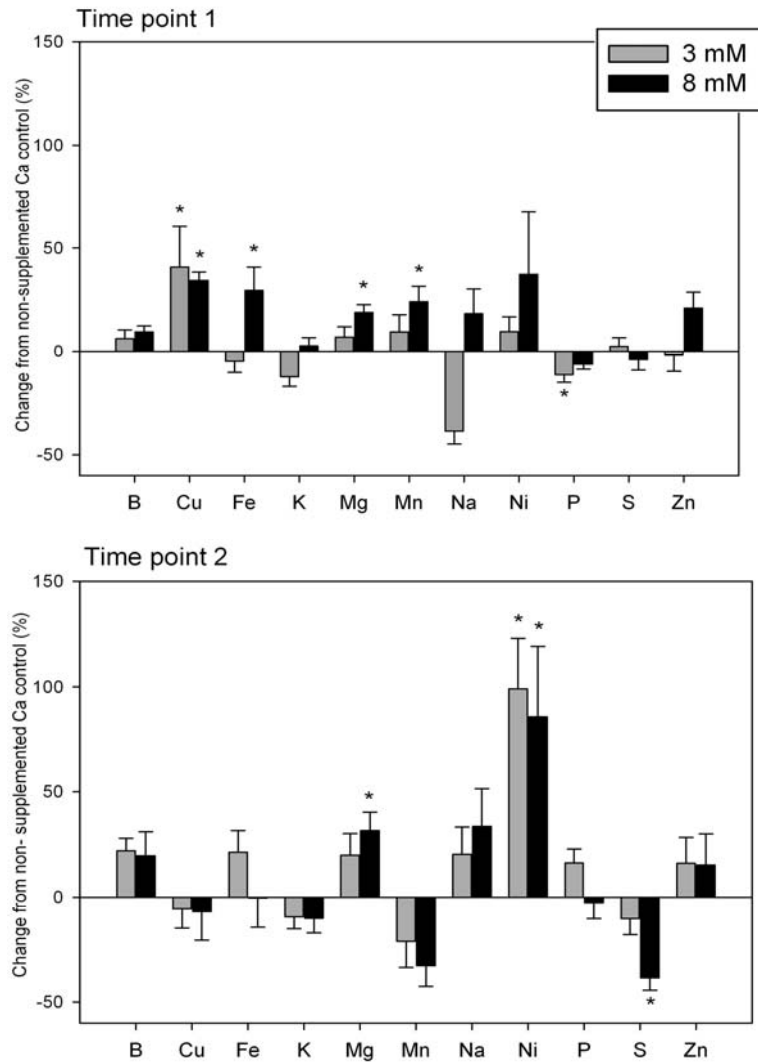 Time point 1
3 mM
8 mM
Change from non-supplemented Ca control (%)
150
100
50
0
-50
*
*
*
*
*
*
B Cu Fe K Mg Mn Na Ni P S Zn
Time point 2
Change from non- supplemented Ca control (%)
150
100
50
0
-50
*
*
*
*
B Cu Fe K Mg Mn Na Ni P S Zn